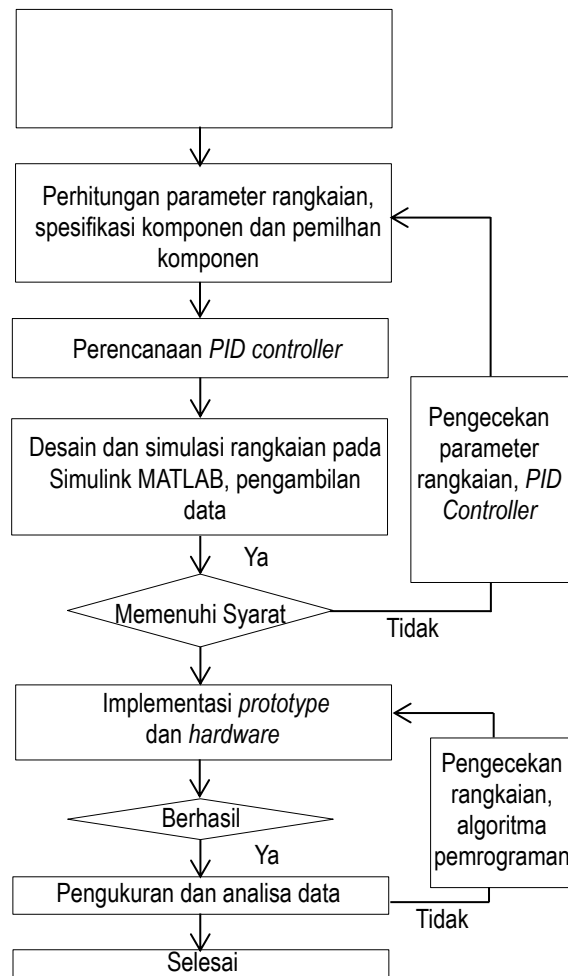 Perhitungan parameter rangkaian,
spesifikasi komponen dan pemilhan
komponen
Perencanaan PID controller
Desain dan simulasi rangkaian pada
Simulink MATLAB, pengambilan
data
Pengecekan
parameter
rangkaian, PID
Controller
Ya
Memenuhi Syarat
Tidak
Implementasi prototype
dan hardware
Pengecekan
rangkaian,
algoritma
pemrograman
Berhasil
Ya
Pengukuran dan analisa data
Tidak
Selesai